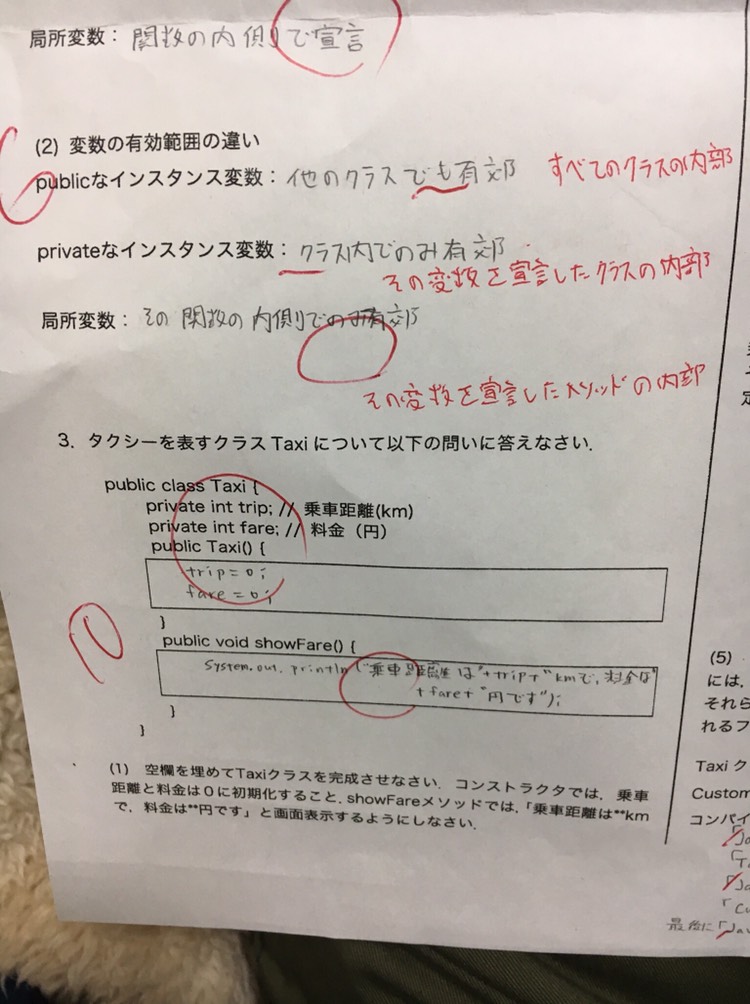 局所変数： 関数の内側で宣言
(2) 変数の有効範囲の違い
publicなインスタンス変数： 他のクラスでも有効 すべてのクラスの内部
privateなインスタンス変数： クラス内でのみ有効
その変数を宣言したクラスの内部
局所変数： その関数の内側でのみ有効
その変数を宣言したメソッドの内部
3．タクシーを表すクラス Taxi について以下の問いに答えなさい．
public class Taxi {
private int trip; // 乗車距離(km)
private int fare; // 料金（円）
public Taxi() {
trip = 0;
fare = 0;
}
10
public void showFare() {
System.out.println("乗車距離は"+trip+"kmで,料金は"
+fare+"円です");
}
}
(1) 空欄を埋めてTaxiクラスを完成させなさい．コンストラクタでは，乗車
距離と料金は０に初期化すること．showFareメソッドでは，「乗車距離は**km
で，料金は**円です」と画面表示するようにしなさい．
(5)
には，
それら
れるフ
Taxiク
Custom
コンパイ
最後に「Jav